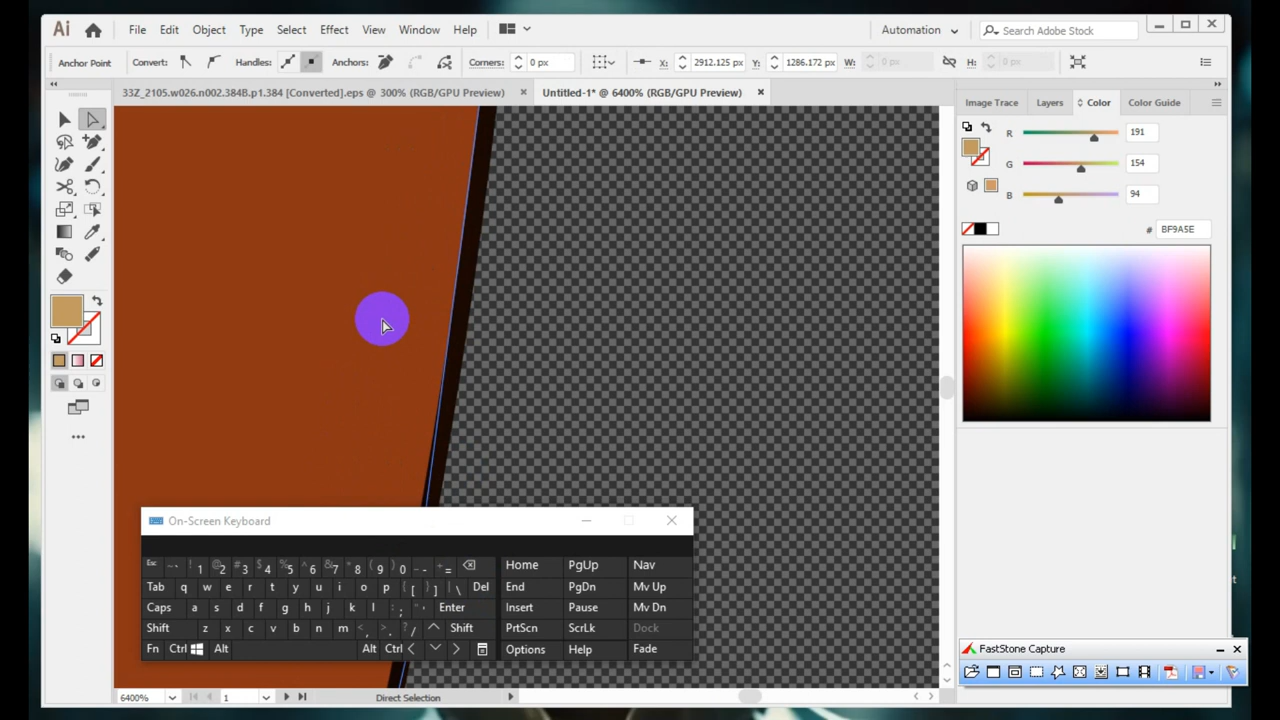 Ai File Edit Object Type Select Effect View Window Help Automation Search Adobe Stock
Anchor Point Convert: Handles: Anchors: Corners: 0 px X: 2912.125 px Y: 1286.172 px W: 0 px H: 0 px
33Z_2105.w026.n002.384B.p1.384 [Converted].eps @ 300% (RGB/GPU Preview) × Untitled-1* @ 6400% (RGB/GPU Preview) ×
Image Trace Layers Color Color Guide
R 191
G 154
B 94
# BF9A5E
On-Screen Keyboard
Esc ~ ` ! 1 @ 2 # 3 $ 4 % 5 ^ 6 & 7 * 8 ( 9 ) 0 _ - + = Home PgUp Nav
Tab q w e r t y u i o p { [ } ] | \ Del End PgDn Mv Up
Caps a s d f g h j k l : ; " ' Enter Insert Pause Mv Dn
Shift z x c v b n m < , > . ? / Shift PrtScn ScrLk Dock
Fn Ctrl Alt Alt Ctrl Options Help Fade
FastStone Capture
6400% 1 Direct Selection